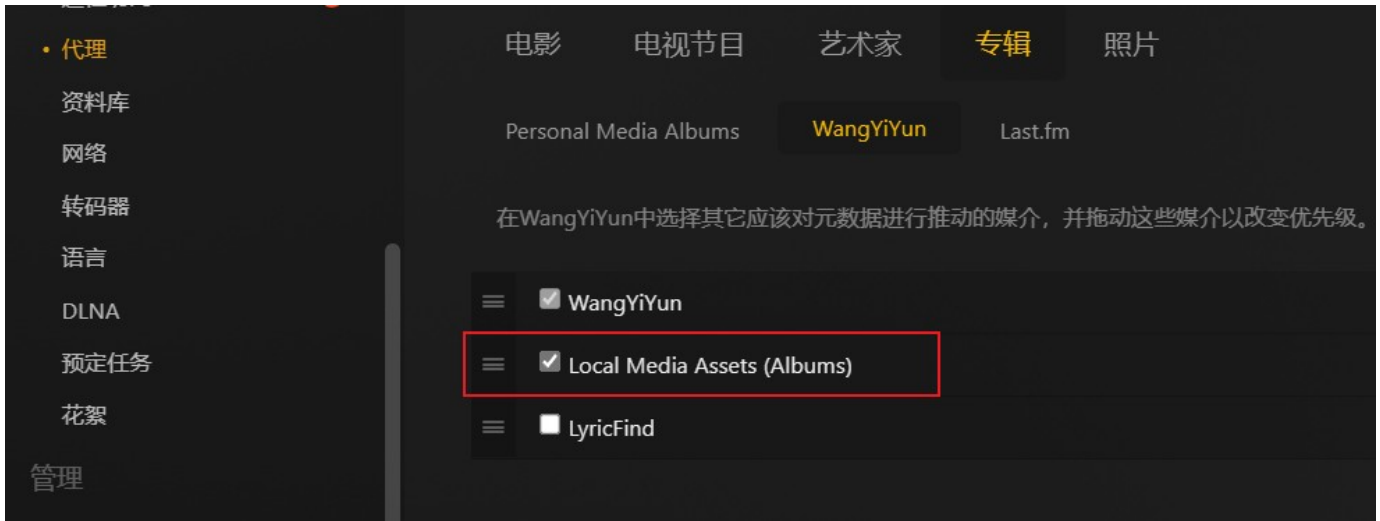 代理
资料库
网络
转码器
语言
DLNA
预定任务
花絮
管理
电影 电视节目 艺术家 专辑 照片
Personal Media Albums WangYiYun Last.fm
在WangYiYun中选择其它应该对元数据进行推动的媒介，并拖动这些媒介以改变优先级。
WangYiYun
Local Media Assets (Albums)
LyricFind